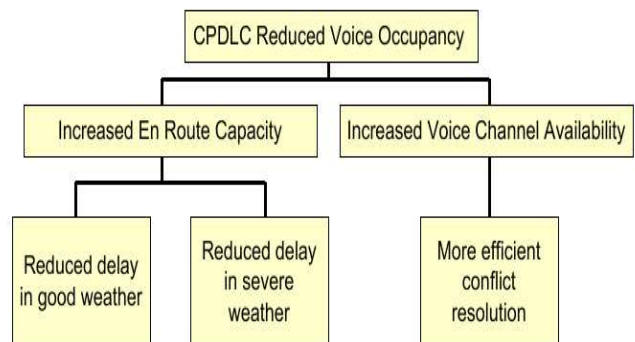 CPDLC Reduced Voice Occupancy
Increased En Route Capacity
Increased Voice Channel Availability
Reduced delay
in good weather
Reduced delay
in severe
weather
More efficient
conflict
resolution